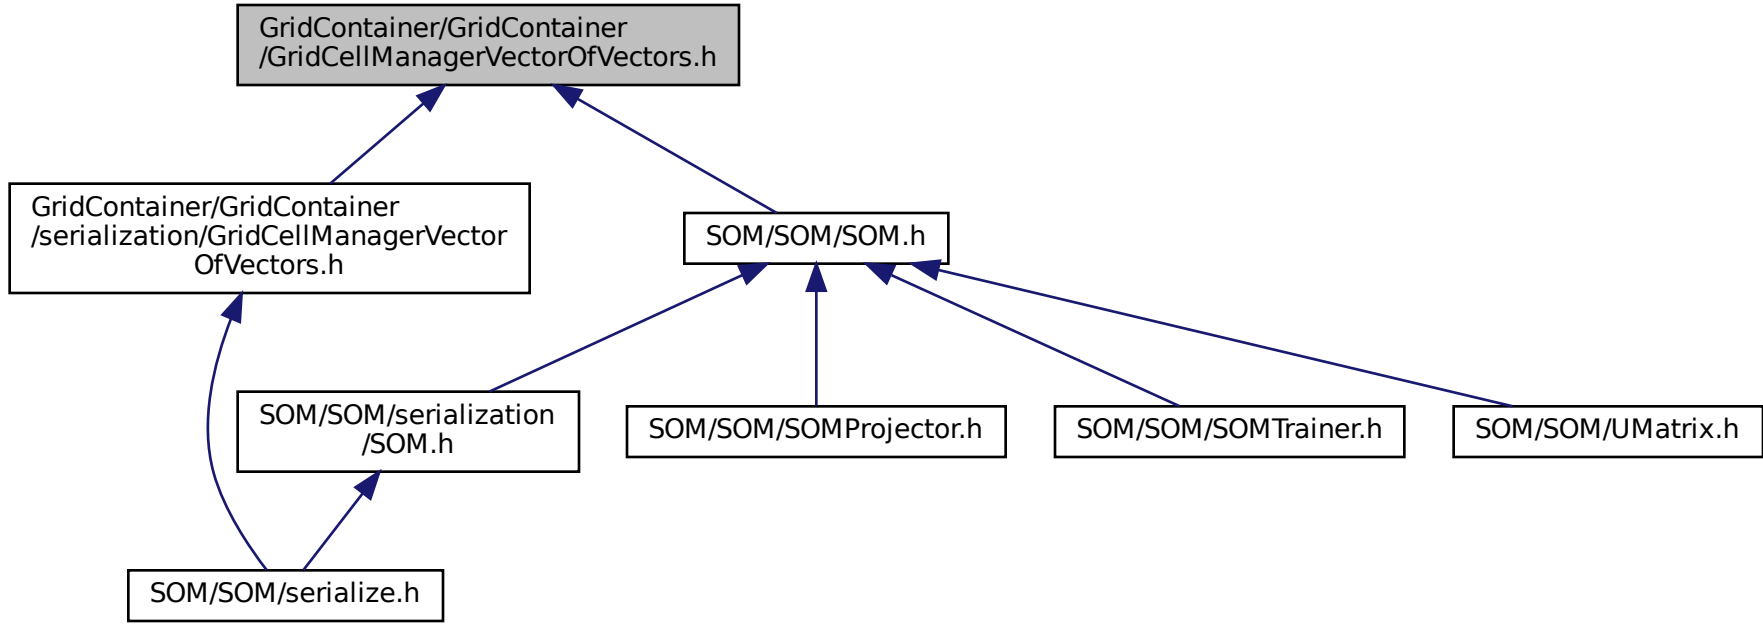 GridContainer/GridContainer
/GridCellManagerVectorOfVectors.h
GridContainer/GridContainer
/serialization/GridCellManagerVector
OfVectors.h
SOM/SOM/SOM.h
SOM/SOM/serialization
/SOM.h
SOM/SOM/SOMProjector.h
SOM/SOM/SOMTrainer.h
SOM/SOM/UMatrix.h
SOM/SOM/serialize.h